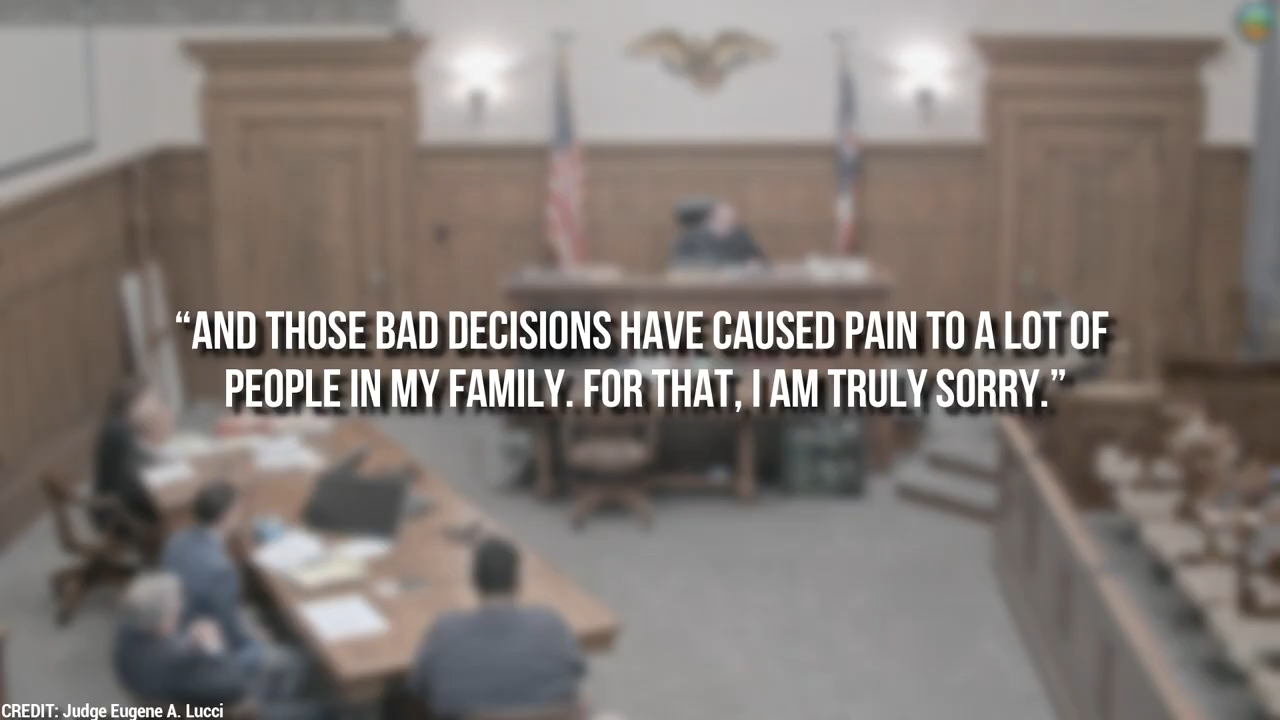 “AND THOSE BAD DECISIONS HAVE CAUSED PAIN TO A LOT OF
PEOPLE IN MY FAMILY. FOR THAT, I AM TRULY SORRY.”
CREDIT: Judge Eugene A. Lucci